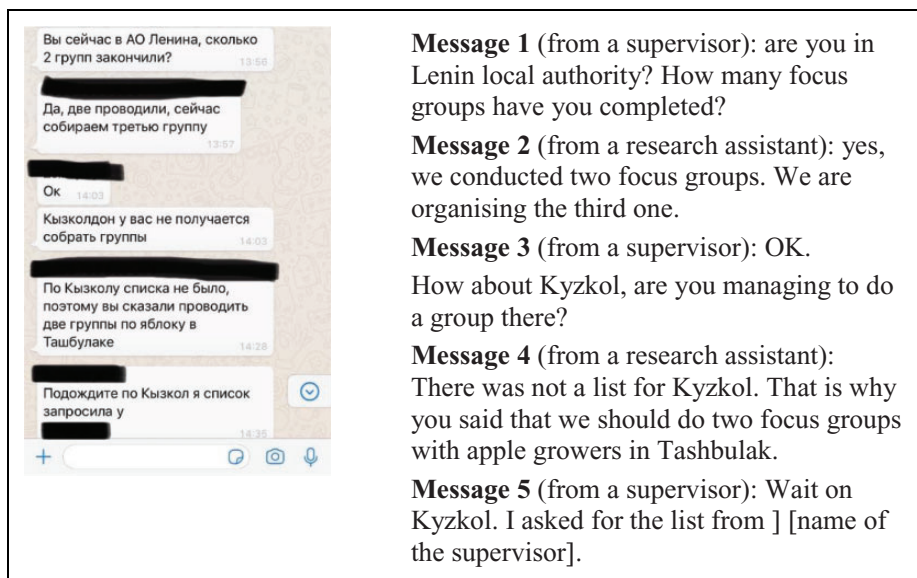 Вы сейчас в АО Ленина, сколько
2 групп закончили?
13:56
Да, две проводили, сейчас
собираем третью группу
13:57
Ок 14:03
Кызколдон у вас не получается
собрать группы
14:03
По Кызколу списка не было,
поэтому вы сказали проводить
две группы по яблоку в
Ташбулаке
14:28
Подождите по Кызкол я список
запросила у
14:35
Message 1 (from a supervisor): are you in
Lenin local authority? How many focus
groups have you completed?
Message 2 (from a research assistant): yes,
we conducted two focus groups. We are
organising the third one.
Message 3 (from a supervisor): OK.
How about Kyzkol, are you managing to do
a group there?
Message 4 (from a research assistant):
There was not a list for Kyzkol. That is why
you said that we should do two focus groups
with apple growers in Tashbulak.
Message 5 (from a supervisor): Wait on
Kyzkol. I asked for the list from ] [name of
the supervisor].